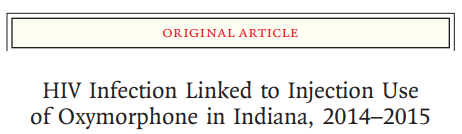 ORIGINAL ARTICLE
HIV Infection Linked to Injection Use
of Oxymorphone in Indiana, 2014–2015